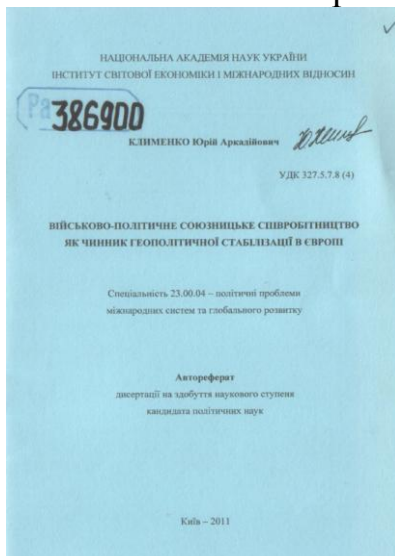 НАЦІОНАЛЬНА АКАДЕМІЯ НАУК УКРАЇНИ
ІНСТИТУТ СВІТОВОЇ ЕКОНОМІКИ І МІЖНАРОДНИХ ВІДНОСИН
Ра 386900
КЛИМЕНКО Юрій Аркадійович
УДК 327.5.7.8 (4)
ВІЙСЬКОВО-ПОЛІТИЧНЕ СОЮЗНИЦЬКЕ СПІВРОБІТНИЦТВО
ЯК ЧИННИК ГЕОПОЛІТИЧНОЇ СТАБІЛІЗАЦІЇ В ЄВРОПІ
Спеціальність 23.00.04 – політичні проблеми
міжнародних систем та глобального розвитку
Автореферат
дисертації на здобуття наукового ступеня
кандидата політичних наук
Київ – 2011